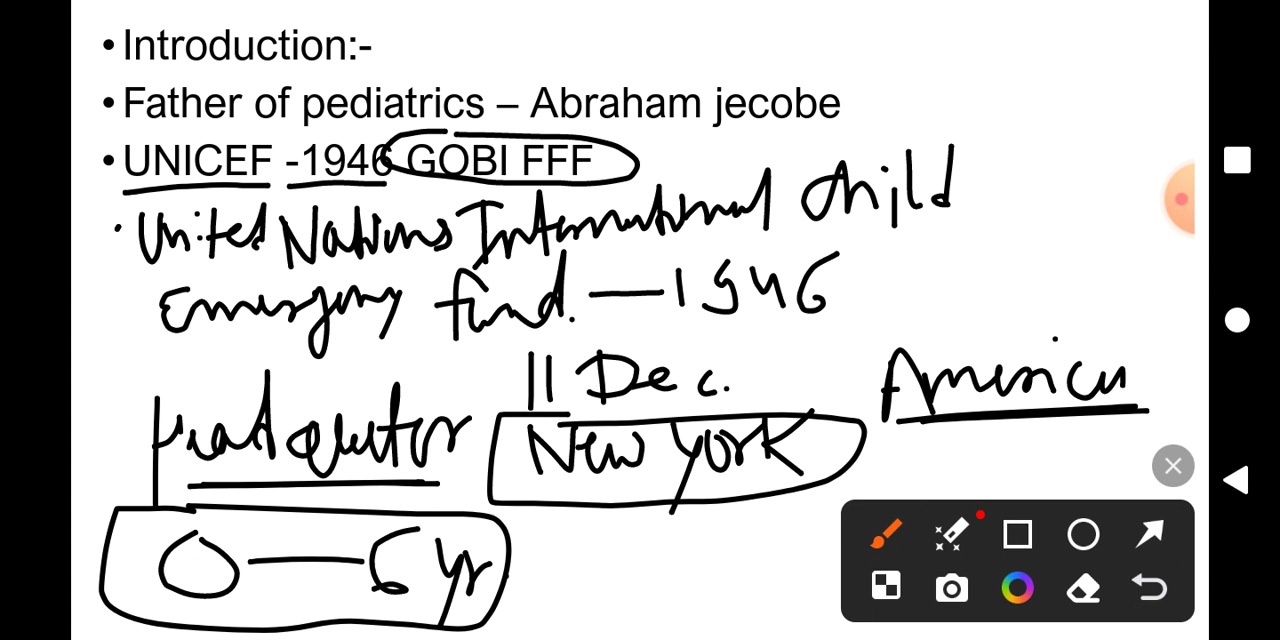 • Introduction:-
• Father of pediatrics – Abraham jecobe
• UNICEF -1946 GOBI FFF
• United Nations International Child
Emergency fund. — 1946
11 Dec.
America
Headquter
New york
0 — 6 yr